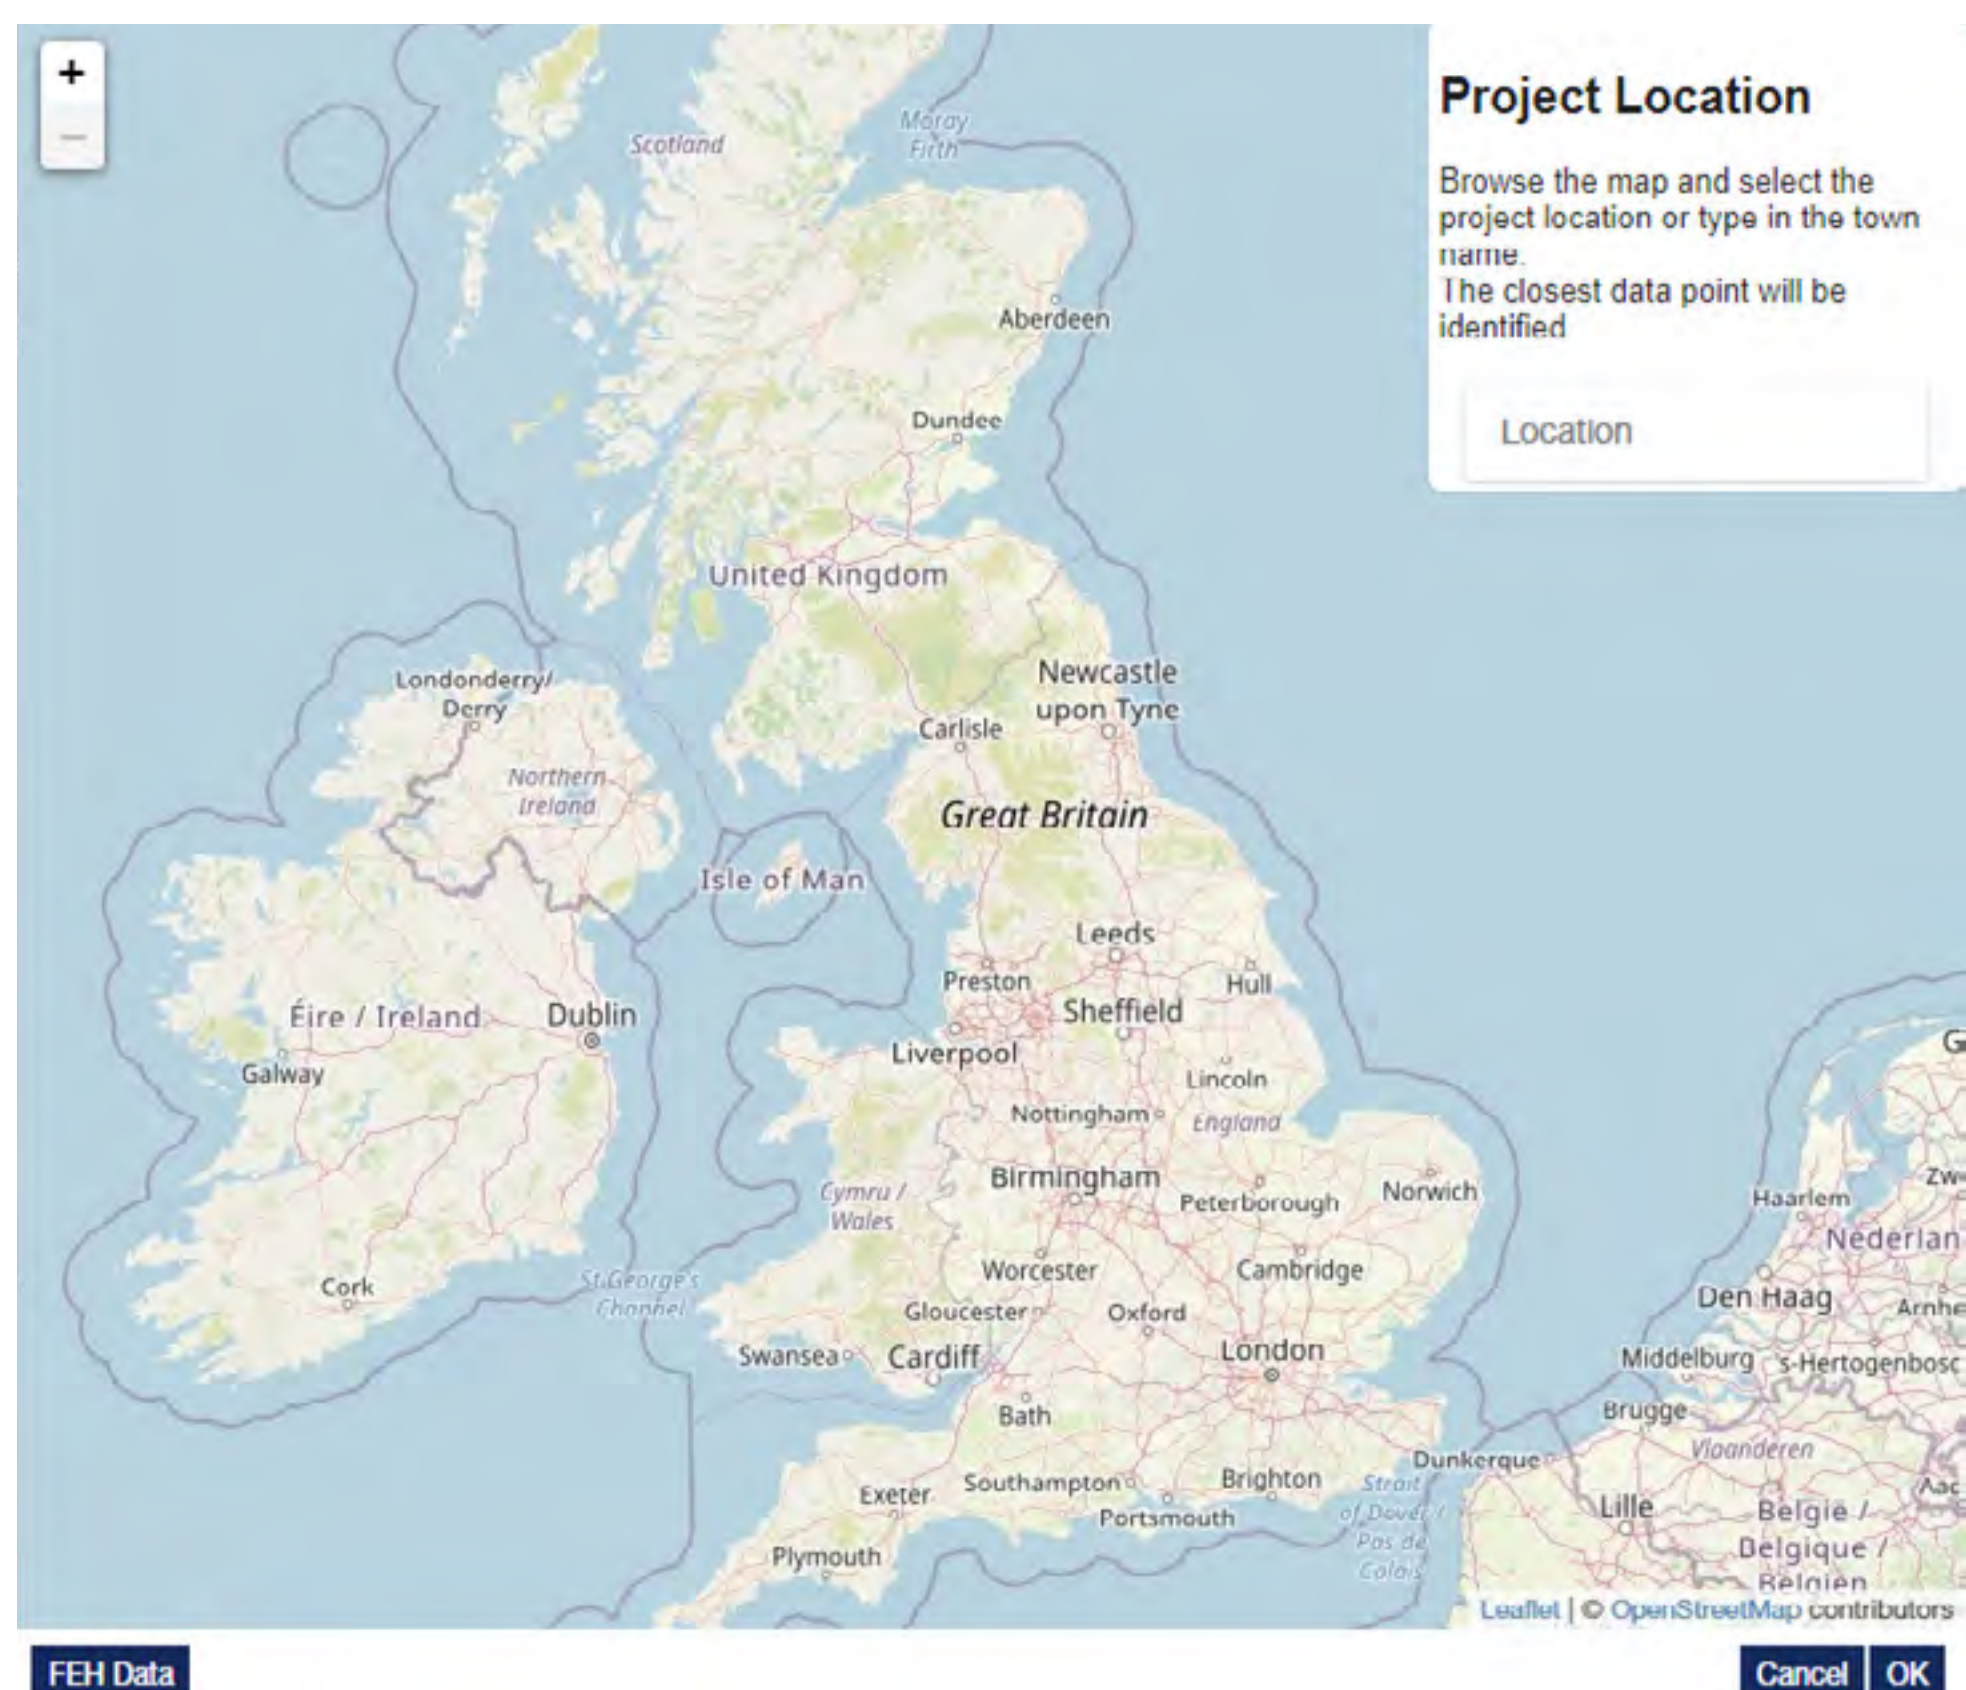 +
−
Project Location
Browse the map and select the
project location or type in the town
name.
The closest data point will be
identified
Location
Scotland
Moray
Firth
Aberdeen
Dundee
United Kingdom
Londonderry/
Derry
Newcastle
upon Tyne
Carlisle
Northern
Ireland
Great Britain
Isle of Man
Leeds
Preston
Hull
Éire / Ireland
Dublin
Sheffield
Liverpool
Galway
Lincoln
Nottingham
England
Birmingham
Peterborough
Norwich
Cymru /
Wales
Haarlem
Zw
Nederlan
Worcester
Cambridge
Cork
St George's
Channel
Gloucester
Oxford
Den Haag
Arnhe
Swansea
Cardiff
London
Middelburg
's-Hertogenbosc
Bath
Brugge
Vlaanderen
Dunkerque
Exeter
Southampton
Brighton
Portsmouth
Strait
of Dover /
Pas de
Calais
Aac
Lille
België /
Belgique /
Belgien
Plymouth
G
Leaflet | © OpenStreetMap contributors
FEH Data
Cancel
OK